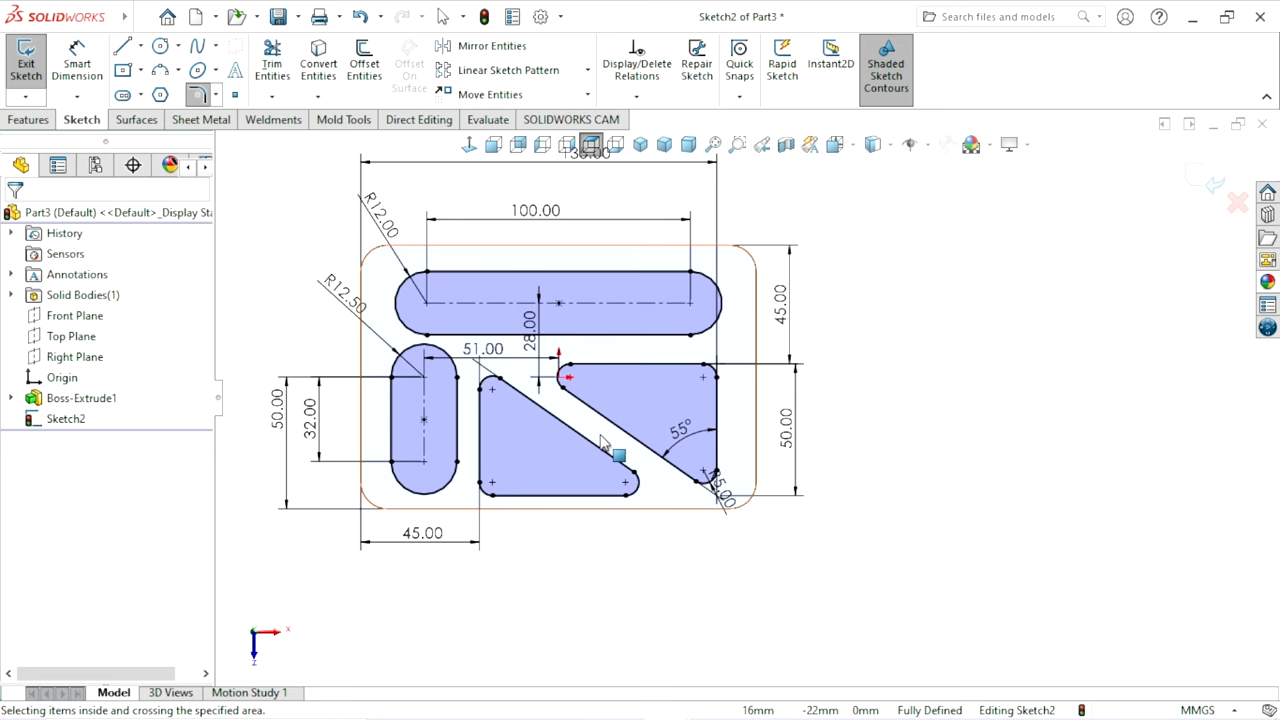 SOLIDWORKS
Sketch2 of Part3 *
Search files and models
Exit Sketch
Smart Dimension
Trim Entities
Convert Entities
Offset Entities
Offset On Surface
Mirror Entities
Linear Sketch Pattern
Move Entities
Display/Delete Relations
Repair Sketch
Quick Snaps
Rapid Sketch
Instant2D
Shaded Sketch Contours
Features
Sketch
Surfaces
Sheet Metal
Weldments
Mold Tools
Direct Editing
Evaluate
SOLIDWORKS CAM
Part3 (Default) <<Default>_Display Sta
History
Sensors
Annotations
Solid Bodies(1)
Front Plane
Top Plane
Right Plane
Origin
Boss-Extrude1
Sketch2
R12.00
100.00
R12.50
28.00
45.00
51.00
50.00
32.00
55°
50.00
R5.00
45.00
x
z
Model
3D Views
Motion Study 1
Selecting items inside and crossing the specified area.
16mm
-22mm
0mm
Fully Defined
Editing Sketch2
MMGS